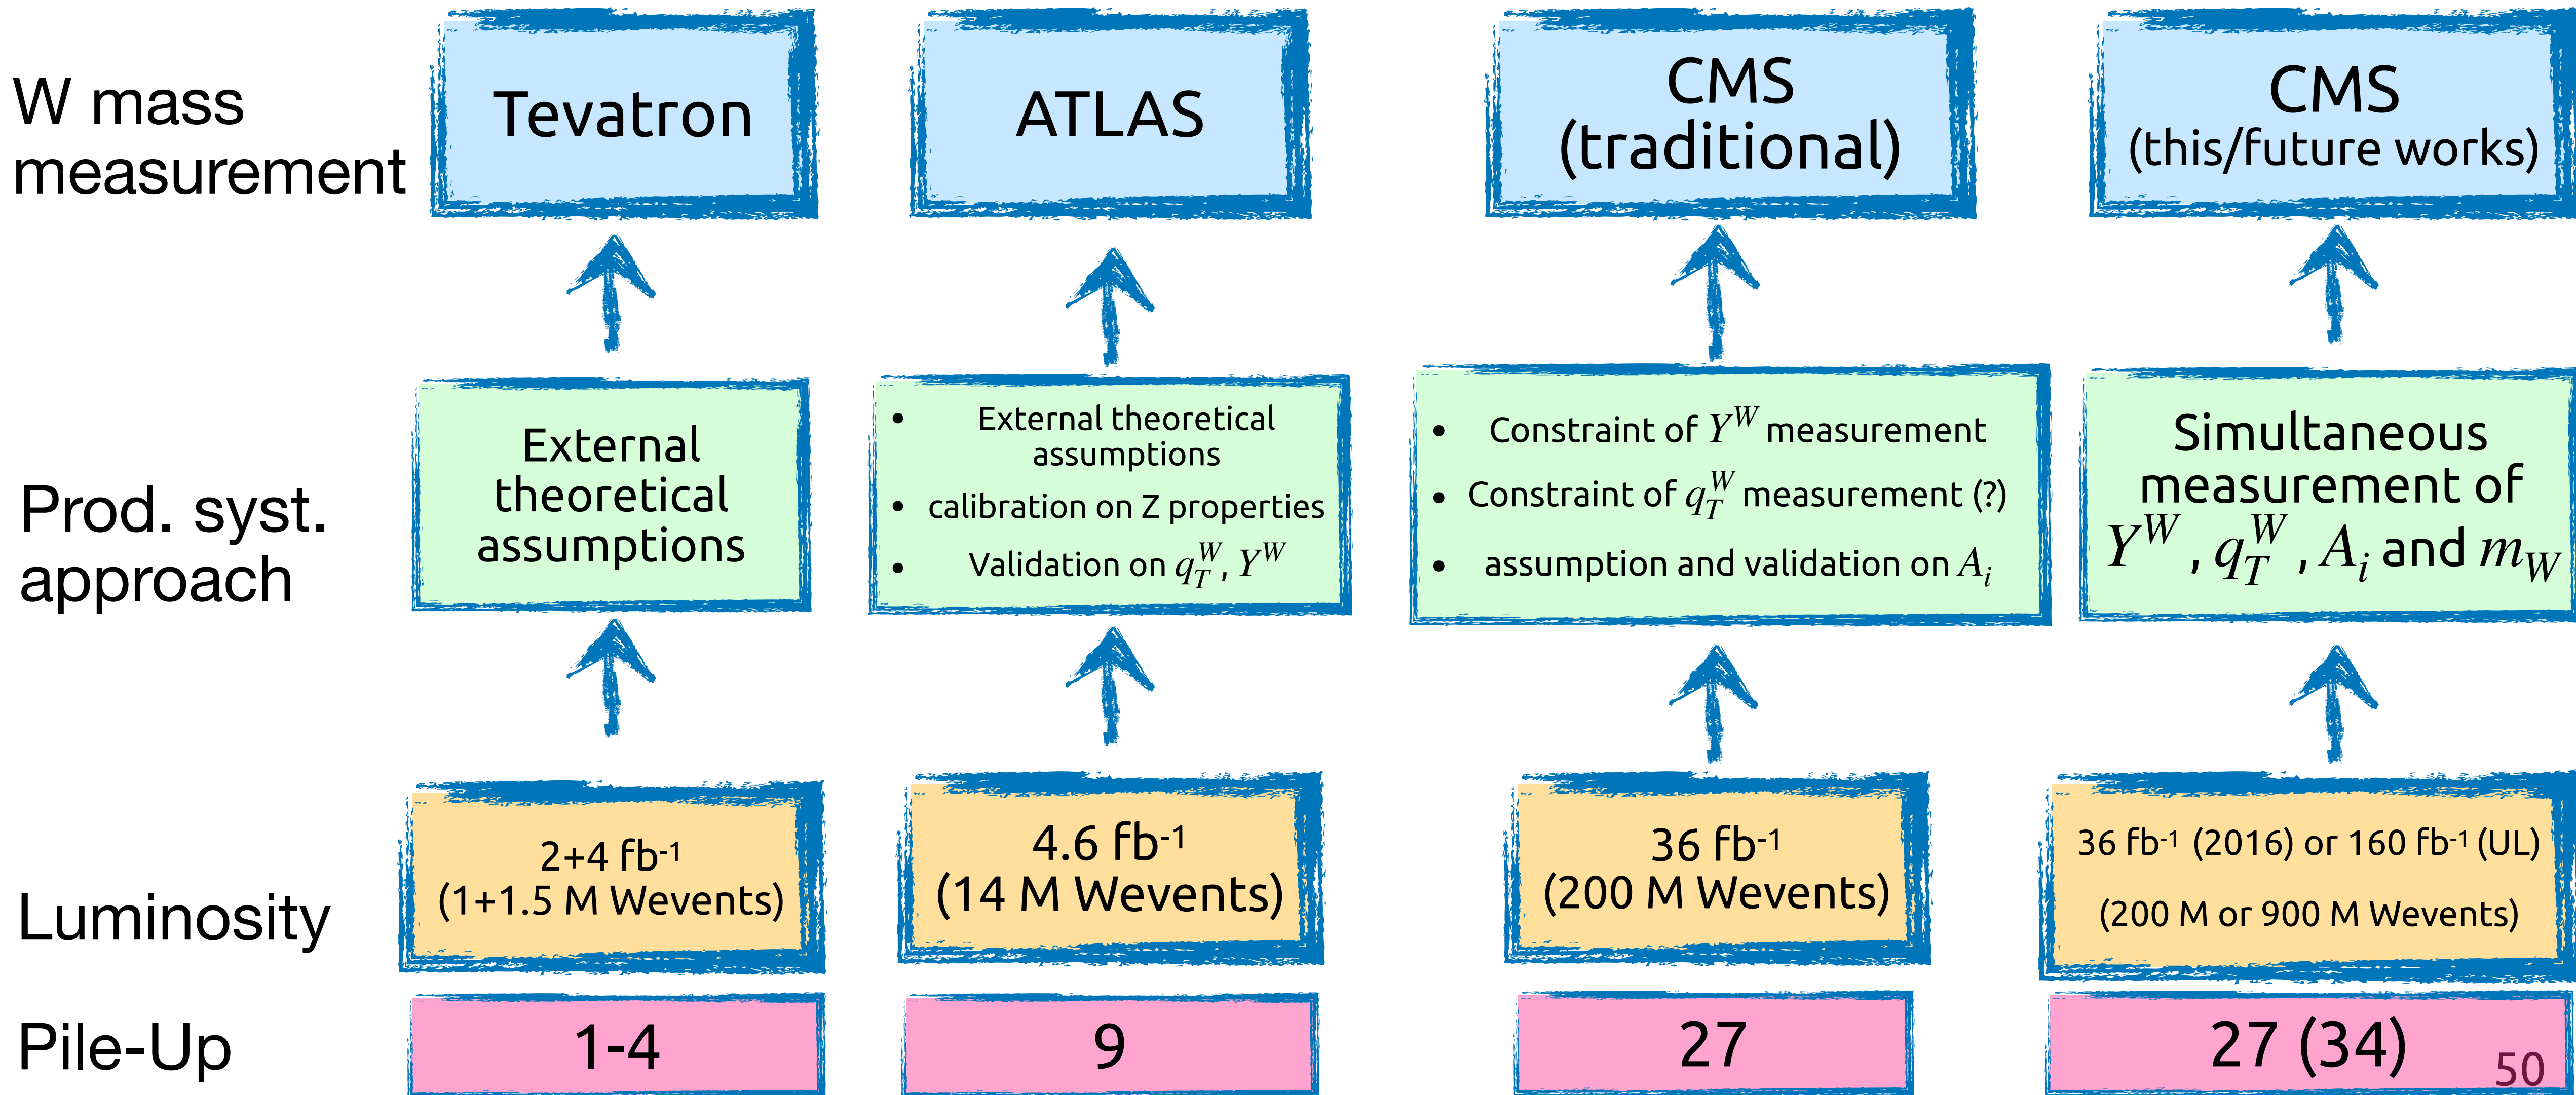 W mass
measurement
Tevatron
ATLAS
CMS
(traditional)
CMS
(this/future works)
Prod. syst.
approach
External
theoretical
assumptions
• External theoretical
assumptions
• calibration on Z properties
• Validation on $q_T^W$, $Y^W$
• Constraint of $Y^W$ measurement
• Constraint of $q_T^W$ measurement (?)
• assumption and validation on $A_i$
Simultaneous
measurement of
$Y^W$, $q_T^W$, $A_i$ and $m_W$
Luminosity
2+4 fb⁻¹
(1+1.5 M Wevents)
4.6 fb⁻¹
(14 M Wevents)
36 fb⁻¹
(200 M Wevents)
36 fb⁻¹ (2016) or 160 fb⁻¹ (UL)
(200 M or 900 M Wevents)
Pile-Up
1-4
9
27
27 (34)
50